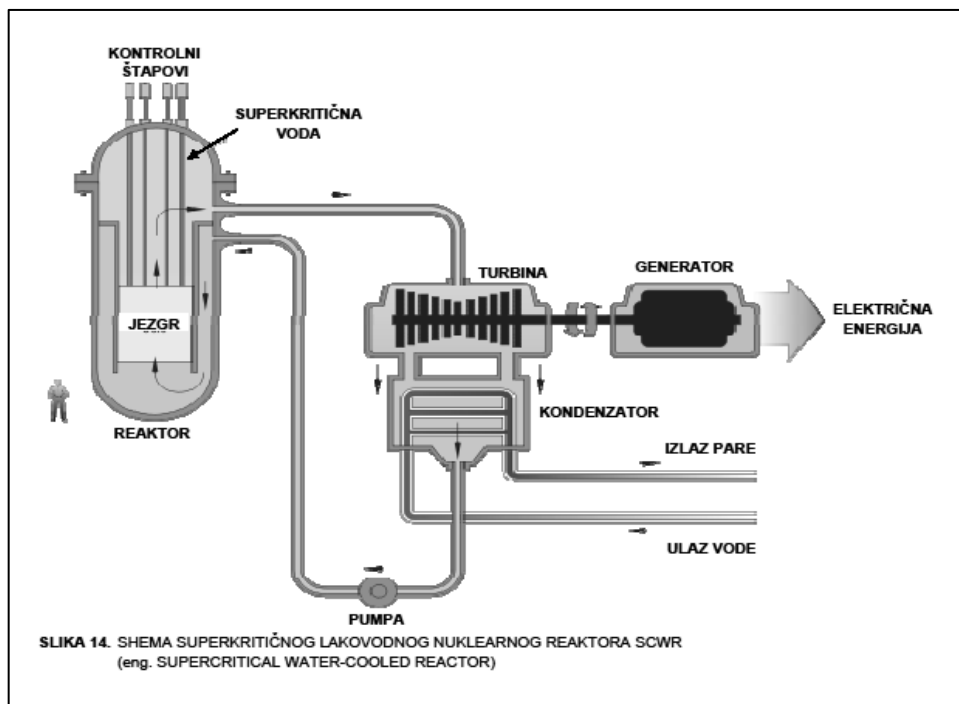 KONTROLNI
ŠTAPOVI
SUPERKRITIČNA
VODA
TURBINA
GENERATOR
ELEKTRIČNA
ENERGIJA
JEZGR
KONDENZATOR
REAKTOR
IZLAZ PARE
ULAZ VODE
PUMPA
SLIKA 14. SHEMA SUPERKRITIČNOG LAKOVODNOG NUKLEARNOG REAKTORA SCWR
(eng. SUPERCRITICAL WATER-COOLED REACTOR)